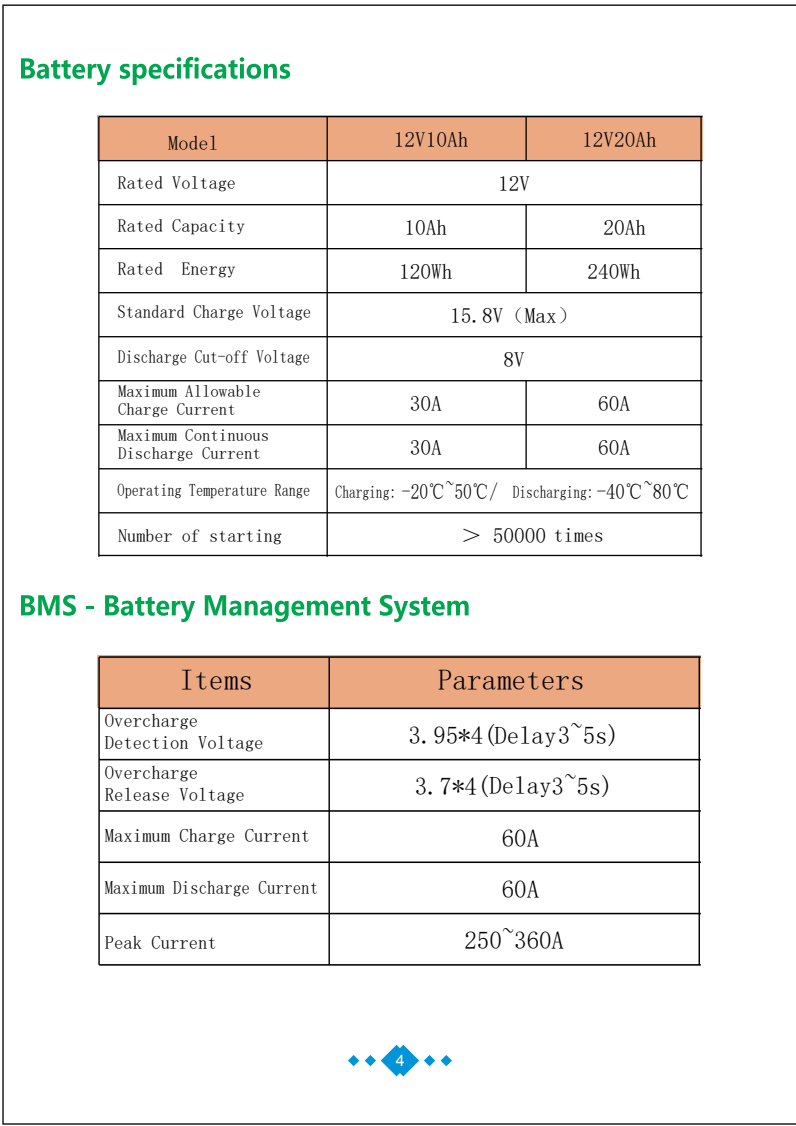 Battery specifications
Model 12V10Ah 12V20Ah
Rated Voltage 12V
Rated Capacity 10Ah 20Ah
Rated Energy 120Wh 240Wh
Standard Charge Voltage 15.8V（Max）
Discharge Cut-off Voltage 8V
Maximum Allowable
Charge Current 30A 60A
Maximum Continuous
Discharge Current 30A 60A
Operating Temperature Range Charging: -20℃~50℃/ Discharging: -40℃~80℃
Number of starting ＞ 50000 times
BMS - Battery Management System
Items Parameters
Overcharge
Detection Voltage 3.95*4(Delay3~5s)
Overcharge
Release Voltage 3.7*4(Delay3~5s)
Maximum Charge Current 60A
Maximum Discharge Current 60A
Peak Current 250~360A
4